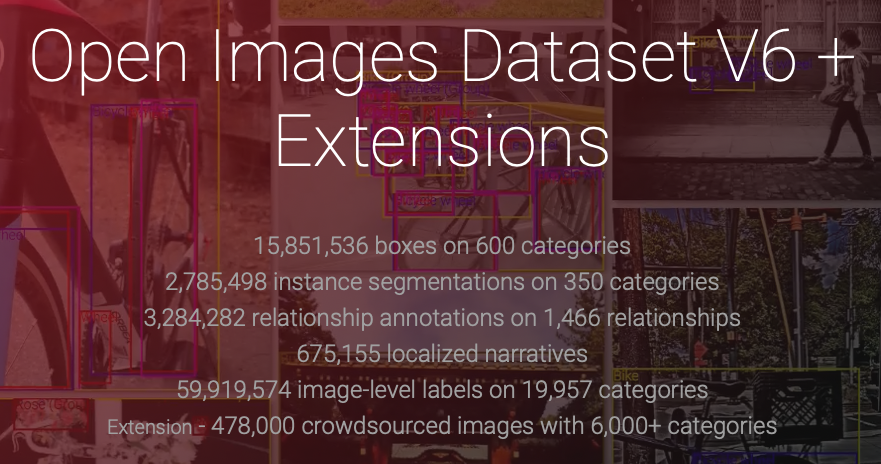 Open Images Dataset V6 +
Extensions
15,851,536 boxes on 600 categories
2,785,498 instance segmentations on 350 categories
3,284,282 relationship annotations on 1,466 relationships
675,155 localized narratives
59,919,574 image-level labels on 19,957 categories
Extension - 478,000 crowdsourced images with 6,000+ categories
Bike